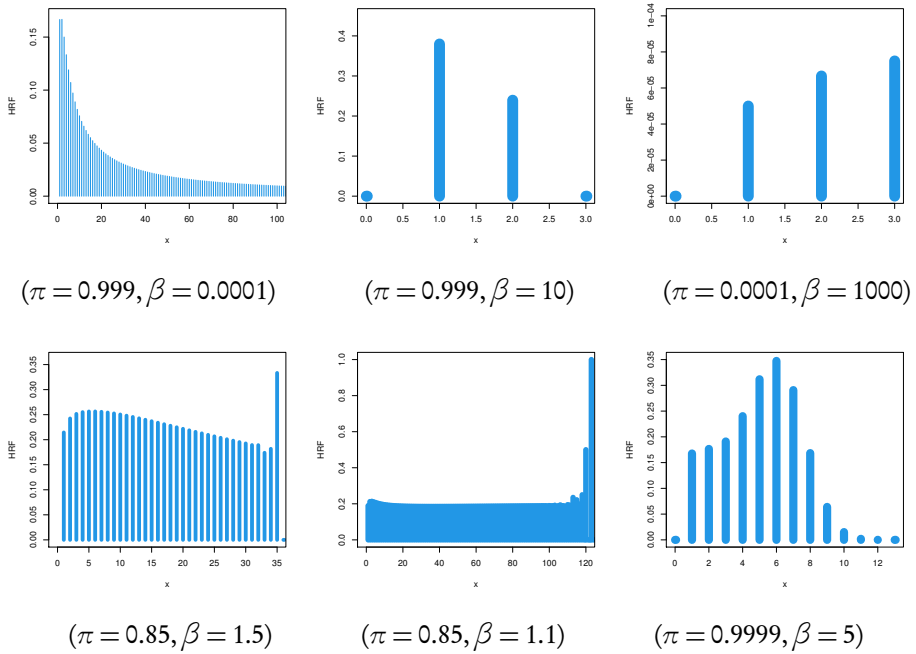 0.15
0.10
0.05
0.00
HRF
0 20 40 60 80 100
x
0.4
0.3
0.2
0.1
0.0
HRF
0.0 0.5 1.0 1.5 2.0 2.5 3.0
x
1e−04
8e−05
6e−05
4e−05
2e−05
0e+00
HRF
0.0 0.5 1.0 1.5 2.0 2.5 3.0
x
(π = 0.999, β = 0.0001)
(π = 0.999, β = 10)
(π = 0.0001, β = 1000)
0.35
0.30
0.25
0.20
0.15
0.10
0.05
0.00
HRF
0 5 10 15 20 25 30 35
x
1.0
0.8
0.6
0.4
0.2
0.0
HRF
0 20 40 60 80 100 120
x
0.35
0.30
0.25
0.20
0.15
0.10
0.05
0.00
HRF
0 2 4 6 8 10 12
x
(π = 0.85, β = 1.5)
(π = 0.85, β = 1.1)
(π = 0.9999, β = 5)